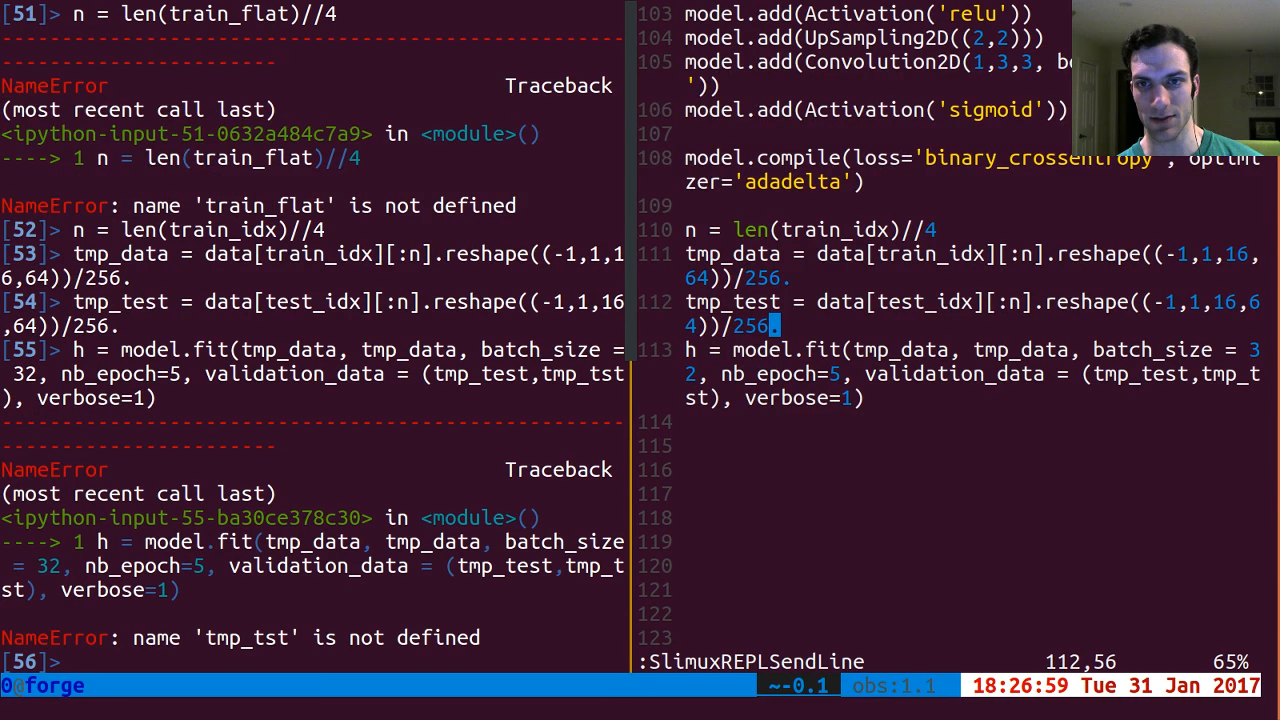 [51]> n = len(train_flat)//4
----------------------------------------------------
-----------------------
NameError Traceback
(most recent call last)
<ipython-input-51-0632a484c7a9> in <module>()
----> 1 n = len(train_flat)//4
NameError: name 'train_flat' is not defined
[52]> n = len(train_idx)//4
[53]> tmp_data = data[train_idx][:n].reshape((-1,1,1
6,64))/256.
[54]> tmp_test = data[test_idx][:n].reshape((-1,1,16
,64))/256.
[55]> h = model.fit(tmp_data, tmp_data, batch_size =
 32, nb_epoch=5, validation_data = (tmp_test,tmp_tst
), verbose=1)
----------------------------------------------------
-----------------------
NameError Traceback
(most recent call last)
<ipython-input-55-ba30ce378c30> in <module>()
----> 1 h = model.fit(tmp_data, tmp_data, batch_size
 = 32, nb_epoch=5, validation_data = (tmp_test,tmp_t
st), verbose=1)
NameError: name 'tmp_tst' is not defined
[56]>
103 model.add(Activation('relu'))
104 model.add(UpSampling2D((2,2)))
105 model.add(Convolution2D(1,3,3,
'))
106 model.add(Activation('sigmoid'))
107
108 model.compile(loss='binary_crossentropy', optimi
zer='adadelta')
109
110 n = len(train_idx)//4
111 tmp_data = data[train_idx][:n].reshape((-1,1,16,
64))/256.
112 tmp_test = data[test_idx][:n].reshape((-1,1,16,6
4))/256.
113 h = model.fit(tmp_data, tmp_data, batch_size = 3
2, nb_epoch=5, validation_data = (tmp_test,tmp_t
st), verbose=1)
114
115
116
117
118
119
120
121
122
123
:SlimuxREPLSendLine 112,56 65%
0@forge ~-0.1 obs:1.1 18:26:59 Tue 31 Jan 2017